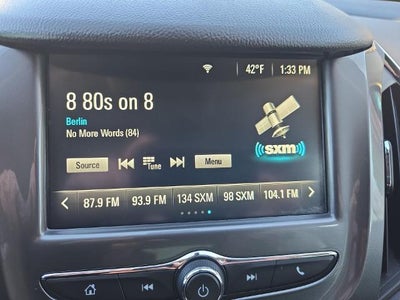 42°F 1:33 PM
8 80s on 8
Berlin
No More Words (84)
sxm
Source Tune Menu
87.9 FM 93.9 FM 134 SXM 98 SXM 104.1 FM